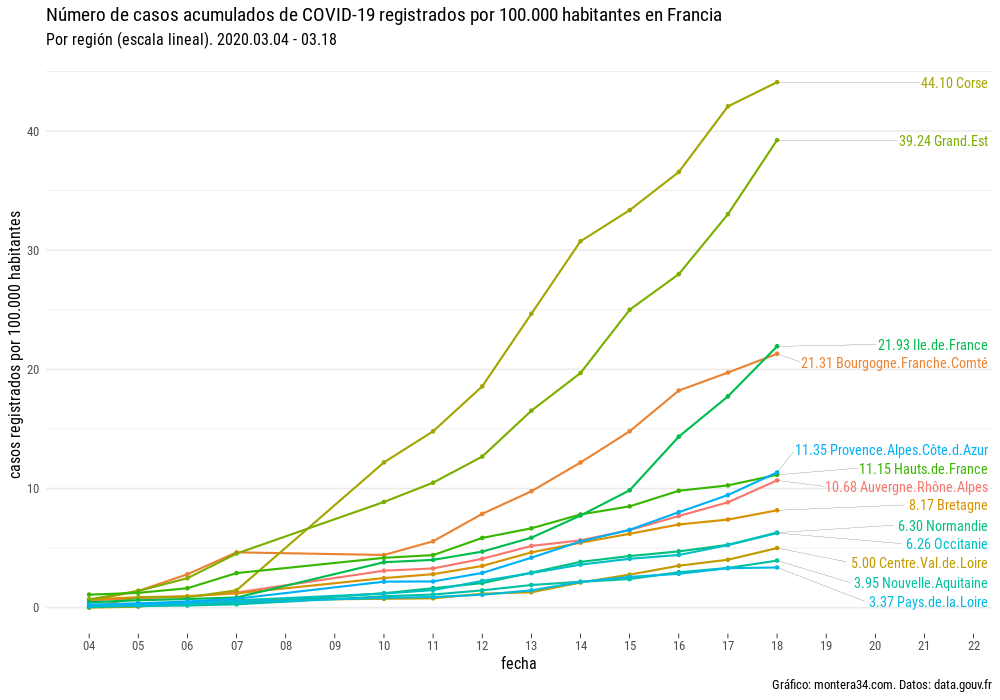 Número de casos acumulados de COVID-19 registrados por 100.000 habitantes en Francia
Por región (escala lineal). 2020.03.04 - 03.18
casos registrados por 100.000 habitantes
40
30
20
10
0
44.10 Corse
39.24 Grand.Est
21.93 Ile.de.France
21.31 Bourgogne.Franche.Comté
11.35 Provence.Alpes.Côte.d.Azur
11.15 Hauts.de.France
10.68 Auvergne.Rhône.Alpes
8.17 Bretagne
6.30 Normandie
6.26 Occitanie
5.00 Centre.Val.de.Loire
3.95 Nouvelle.Aquitaine
3.37 Pays.de.la.Loire
04 05 06 07 08 09 10 11 12 13 14 15 16 17 18 19 20 21 22
fecha
Gráfico: montera34.com. Datos: data.gouv.fr